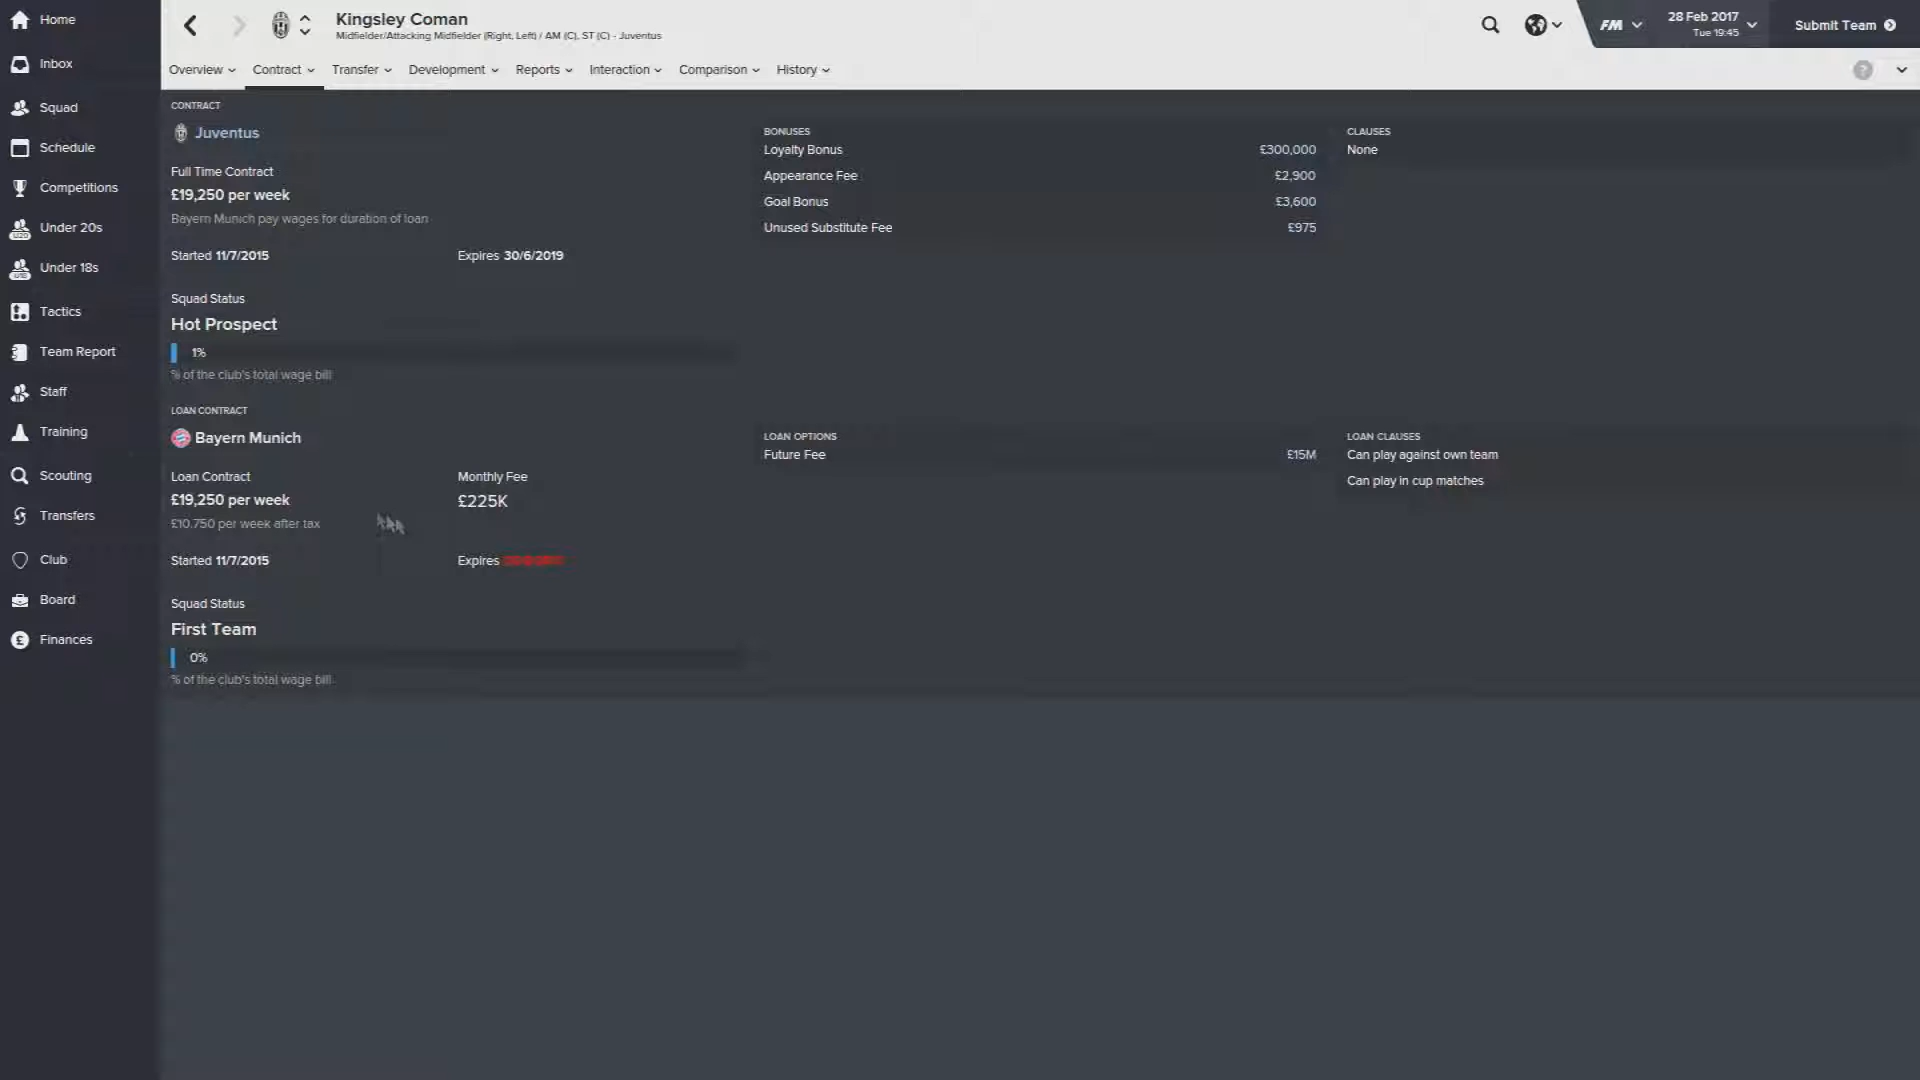 Home
Inbox
Squad
Schedule
Competitions
Under 20s
Under 18s
Tactics
Team Report
Staff
Training
Scouting
Transfers
Club
Board
Finances
Kingsley Coman
Midfielder/Attacking Midfielder (Right, Left) / AM (C), ST (C) - Juventus
FM
28 Feb 2017
Tue 19:45
Submit Team
Overview
Contract
Transfer
Development
Reports
Interaction
Comparison
History
?
CONTRACT
Juventus
Full Time Contract
£19,250 per week
Bayern Munich pay wages for duration of loan
Started 11/7/2015
Expires 30/6/2019
Squad Status
Hot Prospect
1%
% of the club's total wage bill
BONUSES
Loyalty Bonus £300,000
Appearance Fee £2,900
Goal Bonus £3,600
Unused Substitute Fee £975
CLAUSES
None
LOAN CONTRACT
Bayern Munich
Loan Contract
£19,250 per week
£10,750 per week after tax
Monthly Fee
£225K
Started 11/7/2015
Expires
Squad Status
First Team
0%
% of the club's total wage bill
LOAN OPTIONS
Future Fee £15M
LOAN CLAUSES
Can play against own team
Can play in cup matches